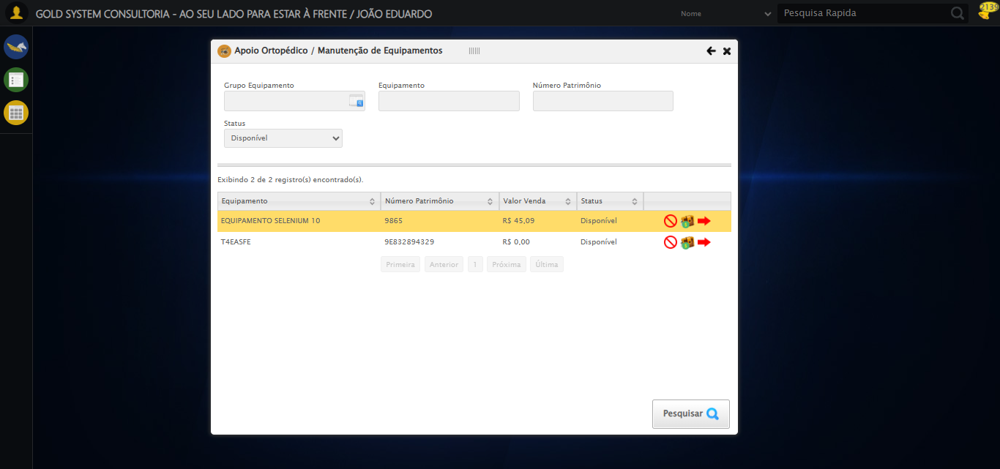 GOLD SYSTEM CONSULTORIA - AO SEU LADO PARA ESTAR À FRENTE / JOÃO EDUARDO
Nome
Pesquisa Rapida
2139
Apoio Ortopédico / Manutenção de Equipamentos
Grupo Equipamento
Equipamento
Número Patrimônio
Status
Disponível
Exibindo 2 de 2 registro(s) encontrado(s).
Equipamento Número Patrimônio Valor Venda Status
EQUIPAMENTO SELENIUM 10 9865 R$ 45,09 Disponível
T4EASFE 9E832894329 R$ 0,00 Disponível
Primeira Anterior 1 Próxima Última
Pesquisar